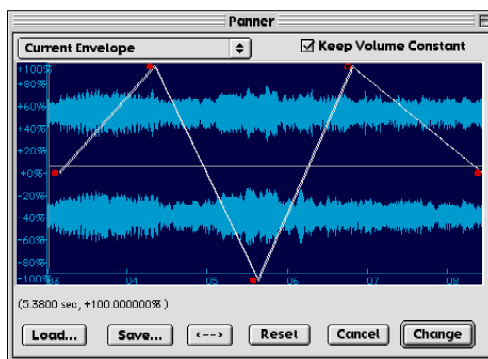 Panner
Current Envelope
Keep Volume Constant
+100%
+80%
+60%
+40%
+20%
+0%
-20%
-40%
-60%
-80%
-100%
03 04 05 06 07 08
(5.3800 sec, +100.000000% )
Load... Save... <--> Reset Cancel Change